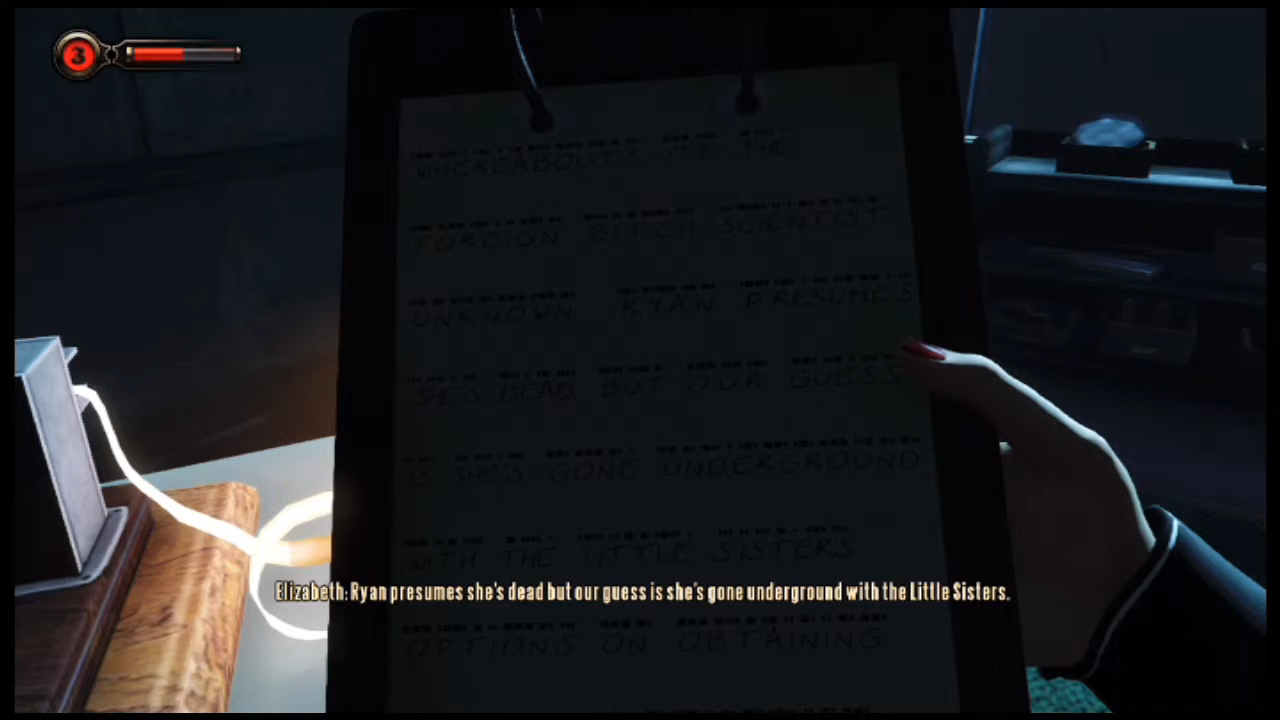 3
WHEREABOUTS OF THE
FOREIGN BITCH SCIENTIST
UNKNOWN RYAN PRESUMES
SHE'S DEAD BUT OUR GUESS
IS SHE'S GONE UNDERGROUND
WITH THE LITTLE SISTERS
Elizabeth: Ryan presumes she's dead but our guess is she's gone underground with the Little Sisters.
OPTIONS ON OBTAINING